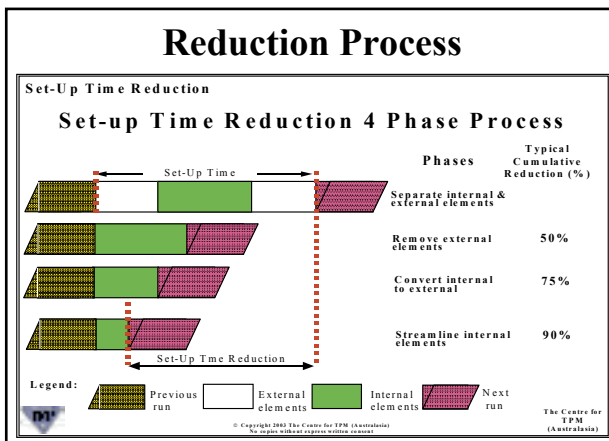 Reduction Process
Set-Up Time Reduction
Set-up Time Reduction 4 Phase Process
Set-Up Time
Phases
Typical
Cumulative
Reduction (%)
Separate internal &
external elements
Remove external
elements
50%
Convert internal
to external
75%
Streamline internal
elements
90%
Set-Up Tme Reduction
Legend:
Previous
run
External
elements
Internal
elements
Next
run
© Copyright 2003 The Centre for TPM (Australasia)
No copies without express written consent
The Centre for
TPM
(Australasia)